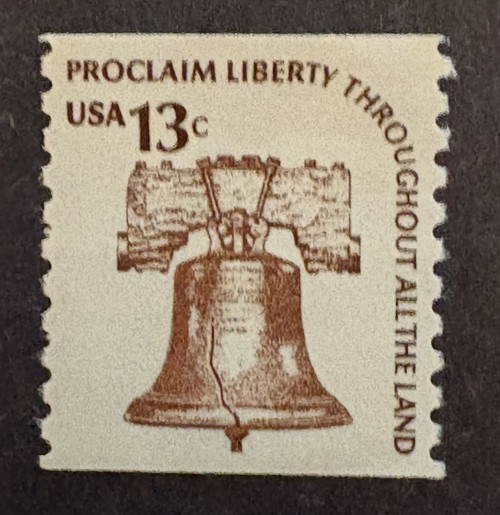 PROCLAIM LIBERTY THROUGHOUT ALL THE LAND
USA 13c